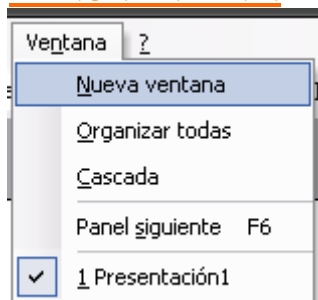 Ventana ?
Nueva ventana
Organizar todas
Cascada
Panel siguiente F6
1 Presentación1